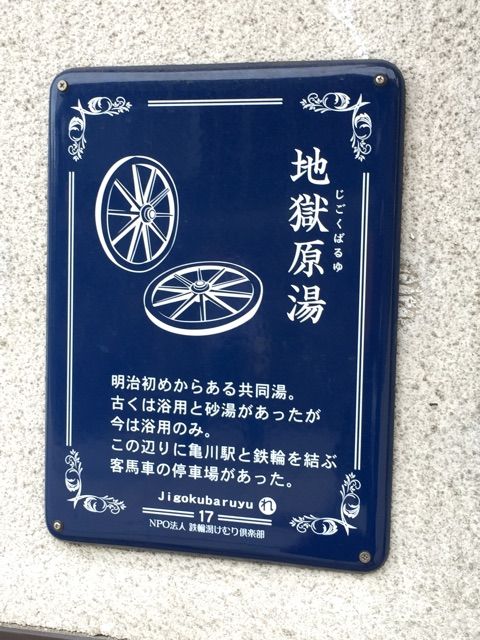 地獄原湯
じごくばるゆ
明治初めからある共同湯。
古くは浴用と砂湯があったが
今は浴用のみ。
この辺りに亀川駅と鉄輪を結ぶ
客馬車の停車場があった。
Jigokubaruyu れ
17
NPO法人 鉄輪湯けむり倶楽部